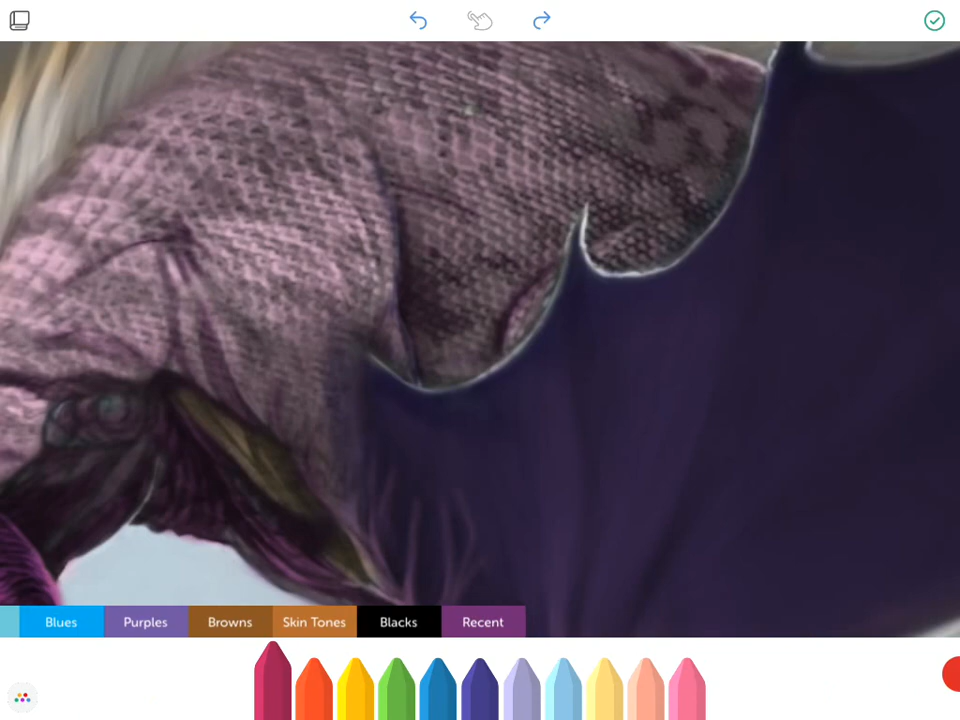 Blues
Purples
Browns
Skin Tones
Blacks
Recent